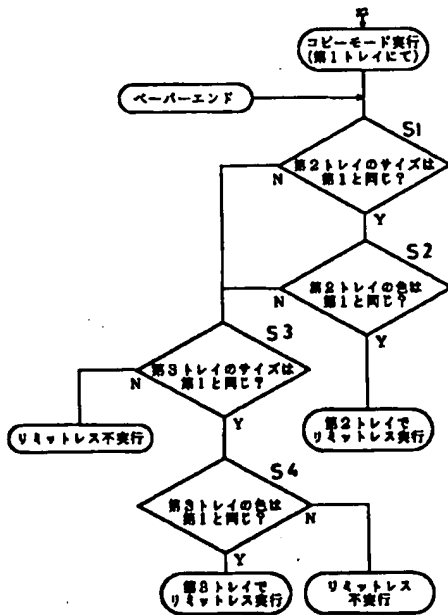 コピーモード実行
(第1トレイにて)
ペーパーエンド
S1
第2トレイのサイズは
第1と同じ?
N
Y
S2
第2トレイの色は
第1と同じ?
N
Y
S3
第3トレイのサイズは
第1と同じ?
N
Y
第2トレイで
リミットレス実行
リミットレス不実行
S4
第3トレイの色は
第1と同じ?
N
Y
第3トレイで
リミットレス実行
リミットレス
不実行